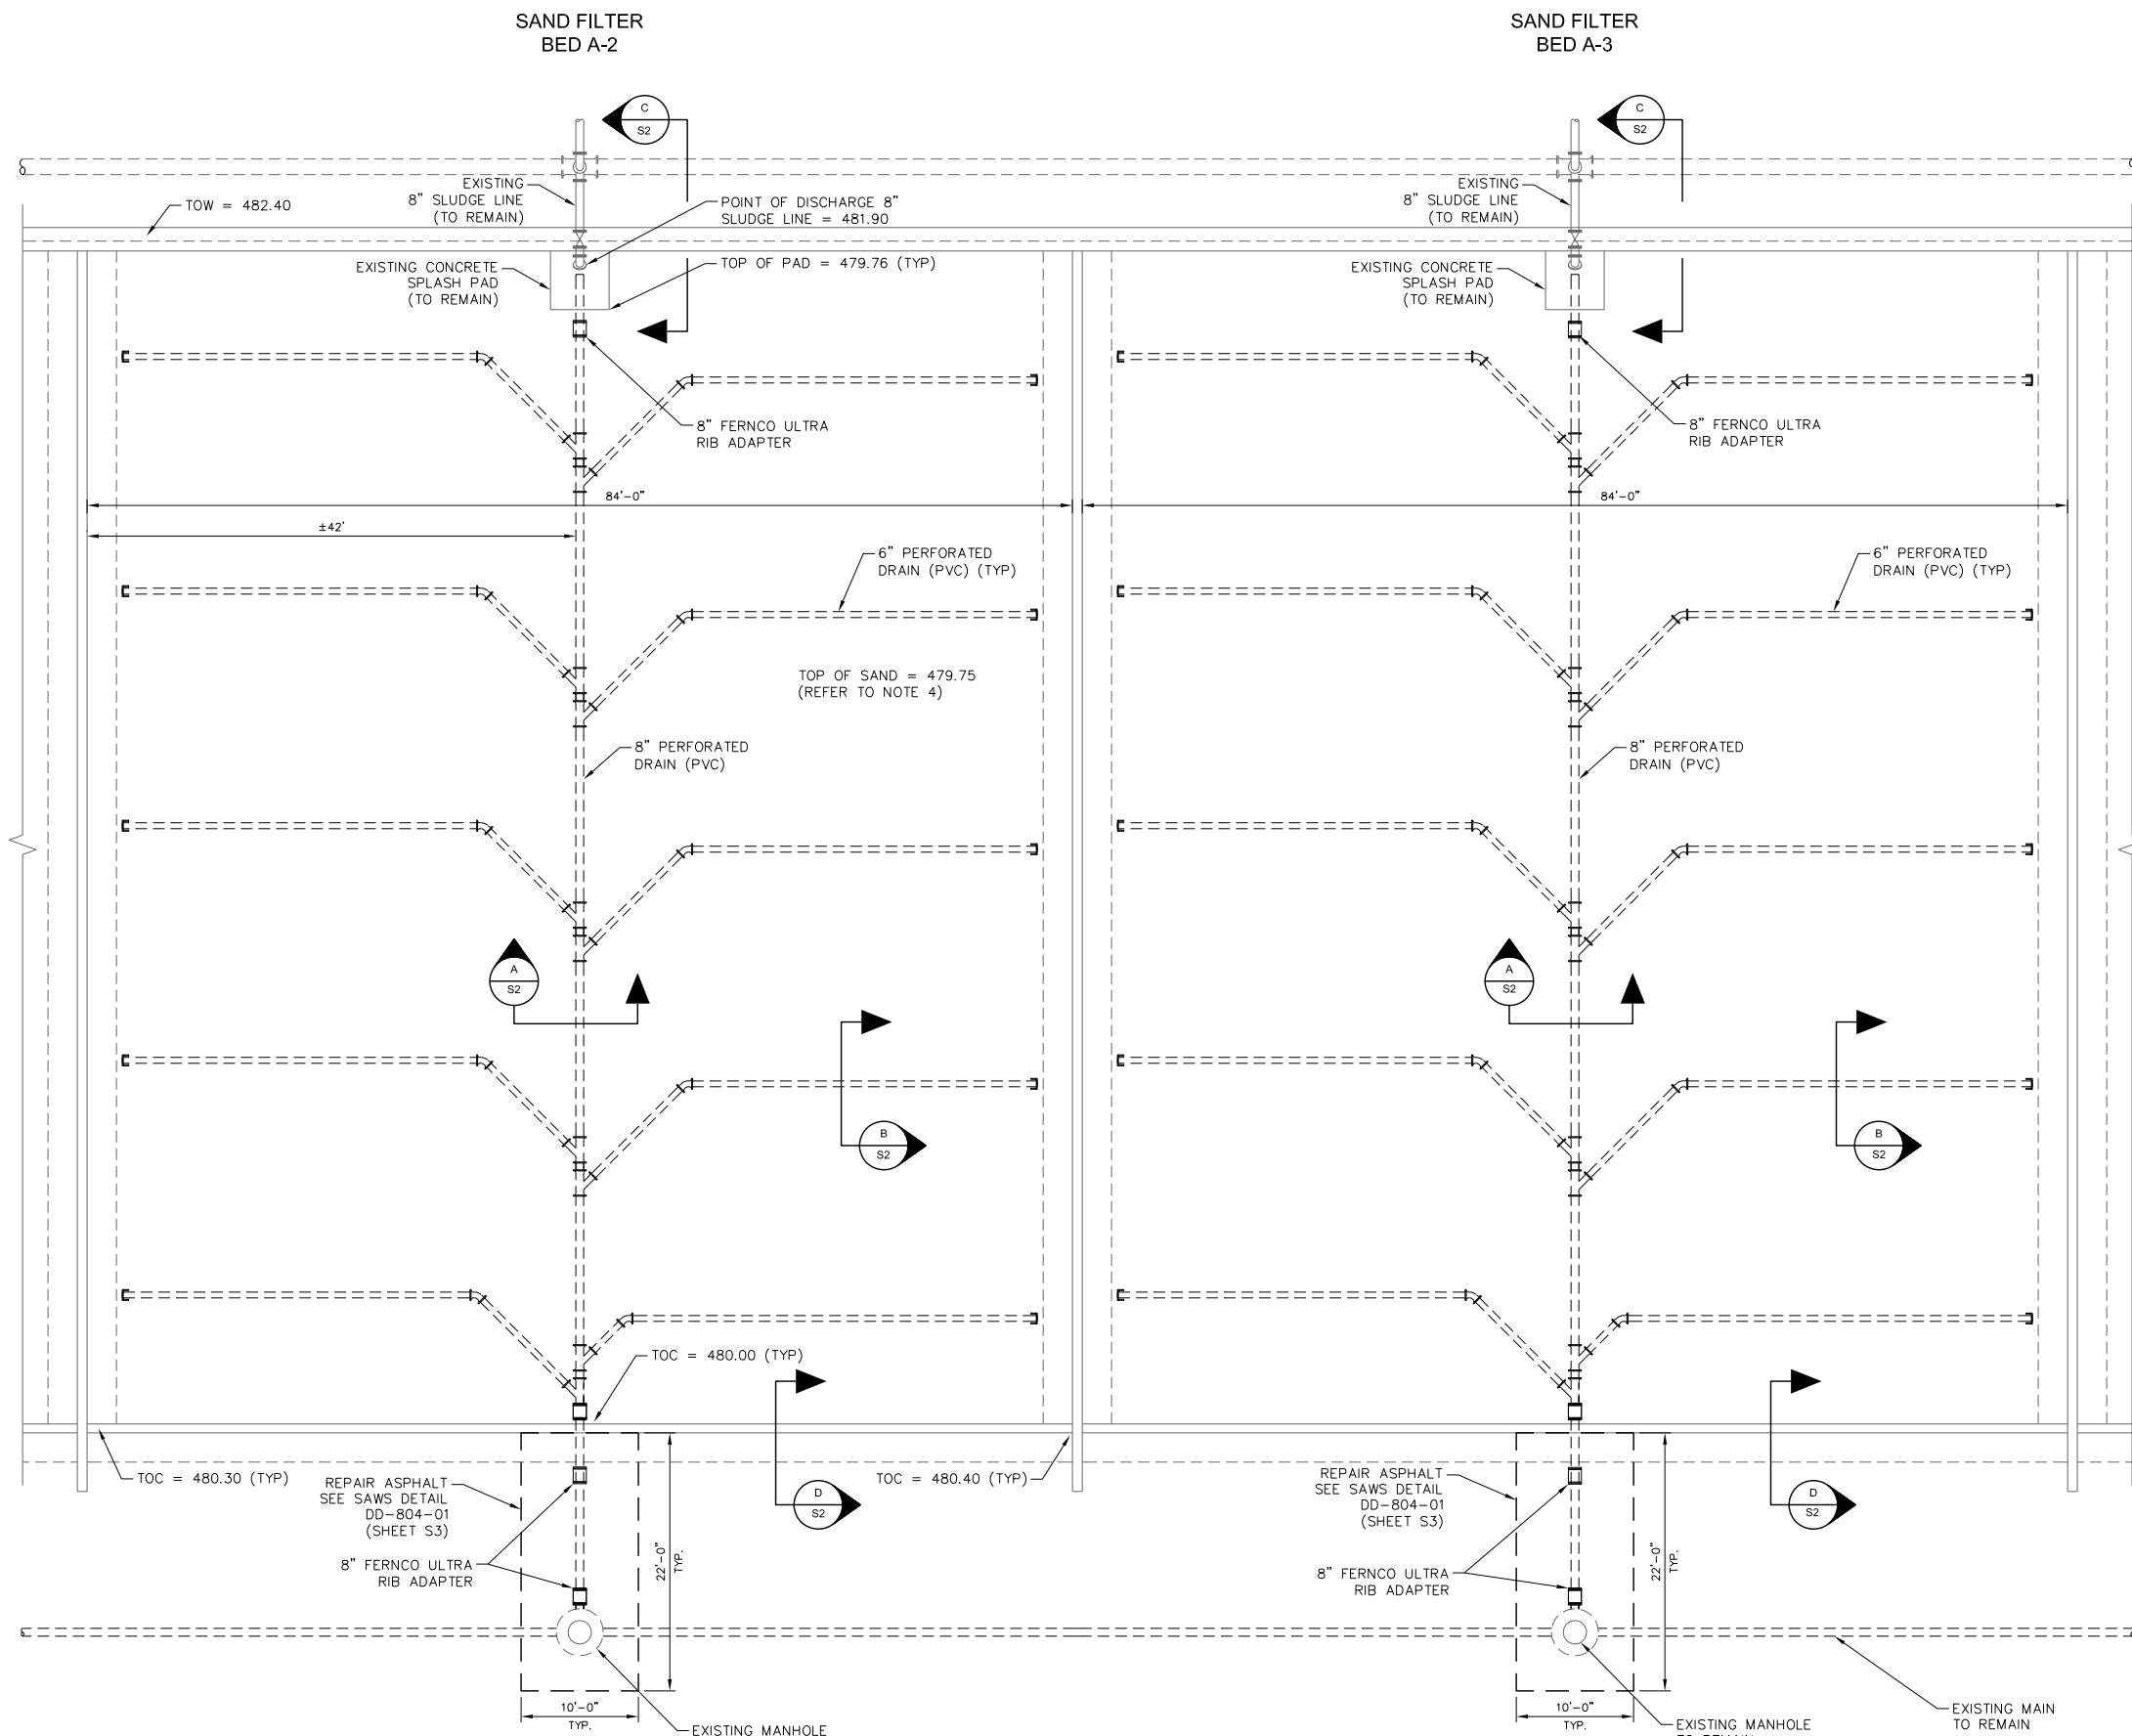 SAND FILTER
BED A-2
SAND FILTER
BED A-3
C
S2
C
S2
EXISTING
8" SLUDGE LINE
(TO REMAIN)
TOW = 482.40
POINT OF DISCHARGE 8"
SLUDGE LINE = 481.90
EXISTING
8" SLUDGE LINE
(TO REMAIN)
EXISTING CONCRETE
SPLASH PAD
(TO REMAIN)
TOP OF PAD = 479.76 (TYP)
EXISTING CONCRETE
SPLASH PAD
(TO REMAIN)
8" FERNCO ULTRA
RIB ADAPTER
8" FERNCO ULTRA
RIB ADAPTER
84'-0"
84'-0"
±42'
6" PERFORATED
DRAIN (PVC) (TYP)
6" PERFORATED
DRAIN (PVC) (TYP)
TOP OF SAND = 479.75
(REFER TO NOTE 4)
8" PERFORATED
DRAIN (PVC)
8" PERFORATED
DRAIN (PVC)
A
S2
A
S2
B
S2
B
S2
TOC = 480.00 (TYP)
TOC = 480.30 (TYP)
TOC = 480.40 (TYP)
REPAIR ASPHALT
SEE SAWS DETAIL
DD-804-01
(SHEET S3)
D
S2
REPAIR ASPHALT
SEE SAWS DETAIL
DD-804-01
(SHEET S3)
D
S2
8" FERNCO ULTRA
RIB ADAPTER
22'-0"
TYP.
8" FERNCO ULTRA
RIB ADAPTER
22'-0"
TYP.
10'-0"
TYP.
EXISTING MANHOLE
10'-0"
TYP.
EXISTING MANHOLE
TO REMAIN
EXISTING MAIN
TO REMAIN